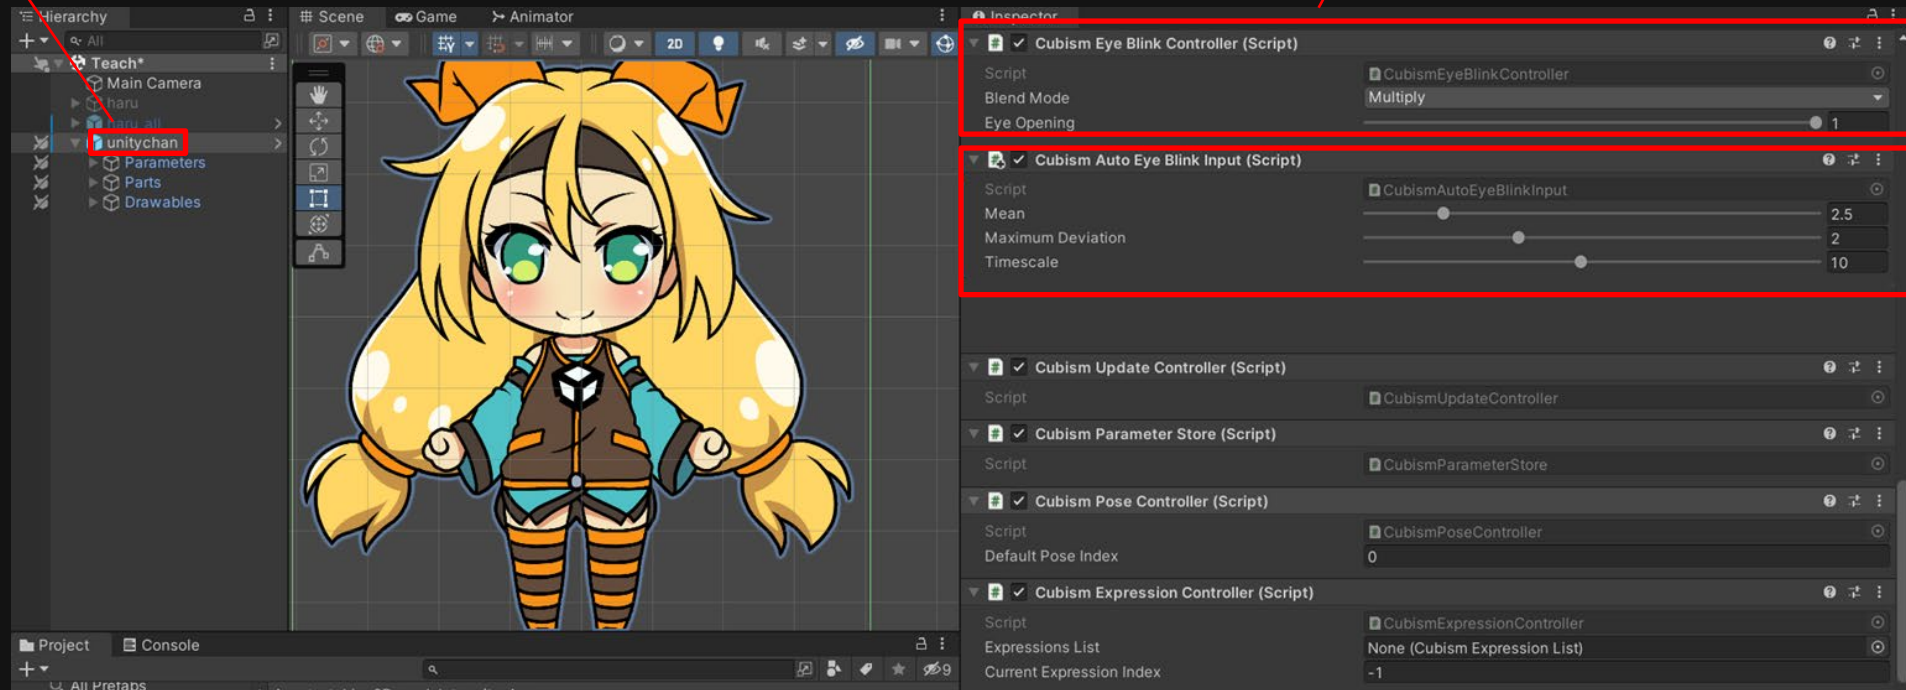 Hierarchy
All
Teach*
Main Camera
haru
haru_all
unitychan
Parameters
Parts
Drawables
Scene
Game
Animator
2D
Project
Console
9
All Prefabs
Inspector
Cubism Eye Blink Controller (Script)
Script
CubismEyeBlinkController
Blend Mode
Multiply
Eye Opening
1
Cubism Auto Eye Blink Input (Script)
Script
CubismAutoEyeBlinkInput
Mean
2.5
Maximum Deviation
2
Timescale
10
Cubism Update Controller (Script)
Script
CubismUpdateController
Cubism Parameter Store (Script)
Script
CubismParameterStore
Cubism Pose Controller (Script)
Script
CubismPoseController
Default Pose Index
0
Cubism Expression Controller (Script)
Script
CubismExpressionController
Expressions List
None (Cubism Expression List)
Current Expression Index
-1